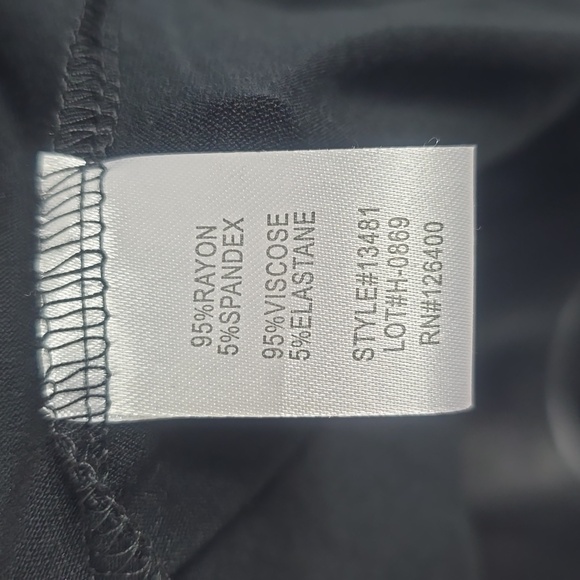 95%RAYON
5%SPANDEX
95%VISCOSE
5%ELASTANE
STYLE#13481
LOT#H-0869
RN#126400